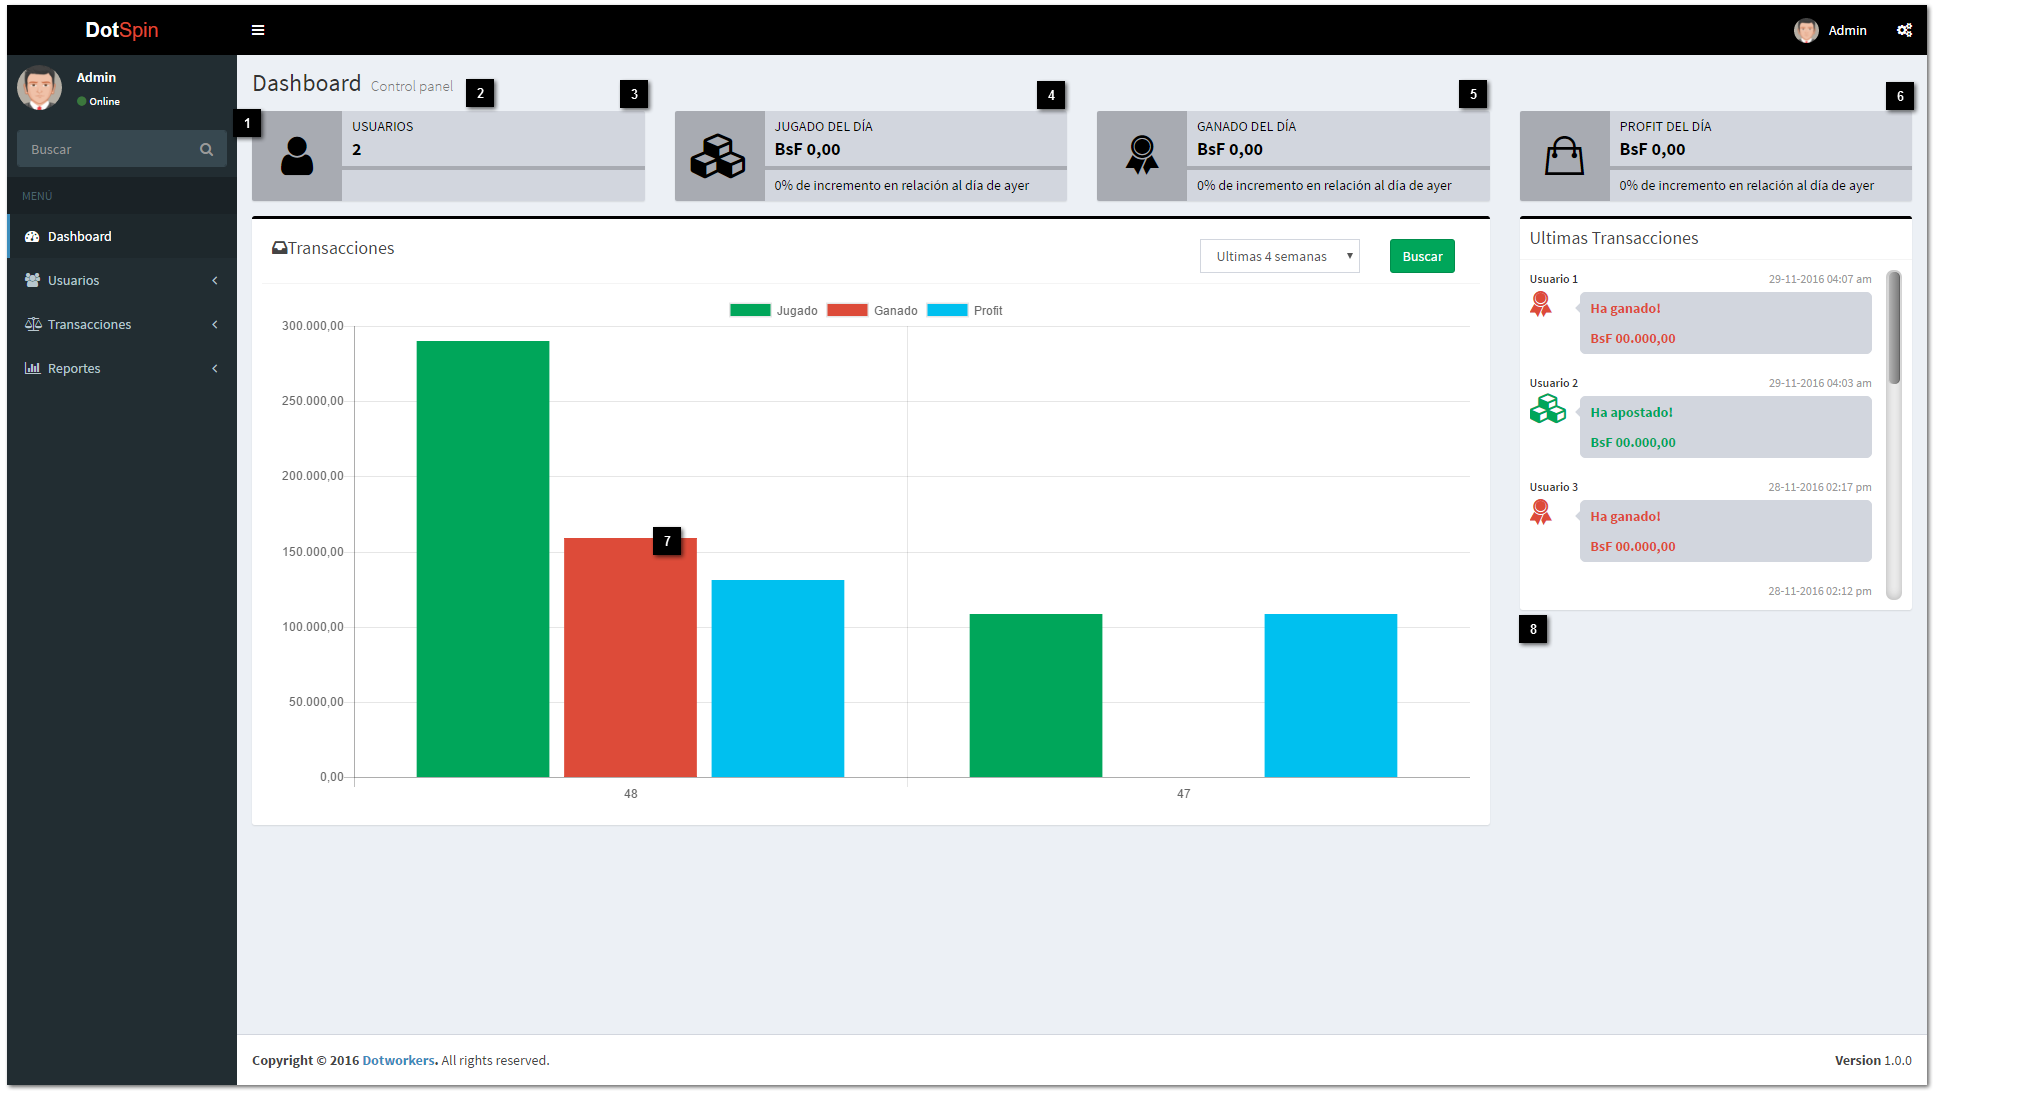 DotSpin
Admin
Admin
Online
Buscar
MENÚ
Dashboard
Usuarios
Transacciones
Reportes
Dashboard Control panel
1
2
3
4
5
6
USUARIOS
2
JUGADO DEL DÍA
BsF 0,00
0% de incremento en relación al día de ayer
GANADO DEL DÍA
BsF 0,00
0% de incremento en relación al día de ayer
PROFIT DEL DÍA
BsF 0,00
0% de incremento en relación al día de ayer
Transacciones
Ultimas 4 semanas
Buscar
Jugado Ganado Profit
300.000,00
250.000,00
200.000,00
150.000,00
100.000,00
50.000,00
0,00
7
48 47
Ultimas Transacciones
Usuario 1 29-11-2016 04:07 am
Ha ganado!
BsF 00.000,00
Usuario 2 29-11-2016 04:03 am
Ha apostado!
BsF 00.000,00
Usuario 3 28-11-2016 02:17 pm
Ha ganado!
BsF 00.000,00
28-11-2016 02:12 pm
8
Copyright © 2016 Dotworkers. All rights reserved.
Version 1.0.0